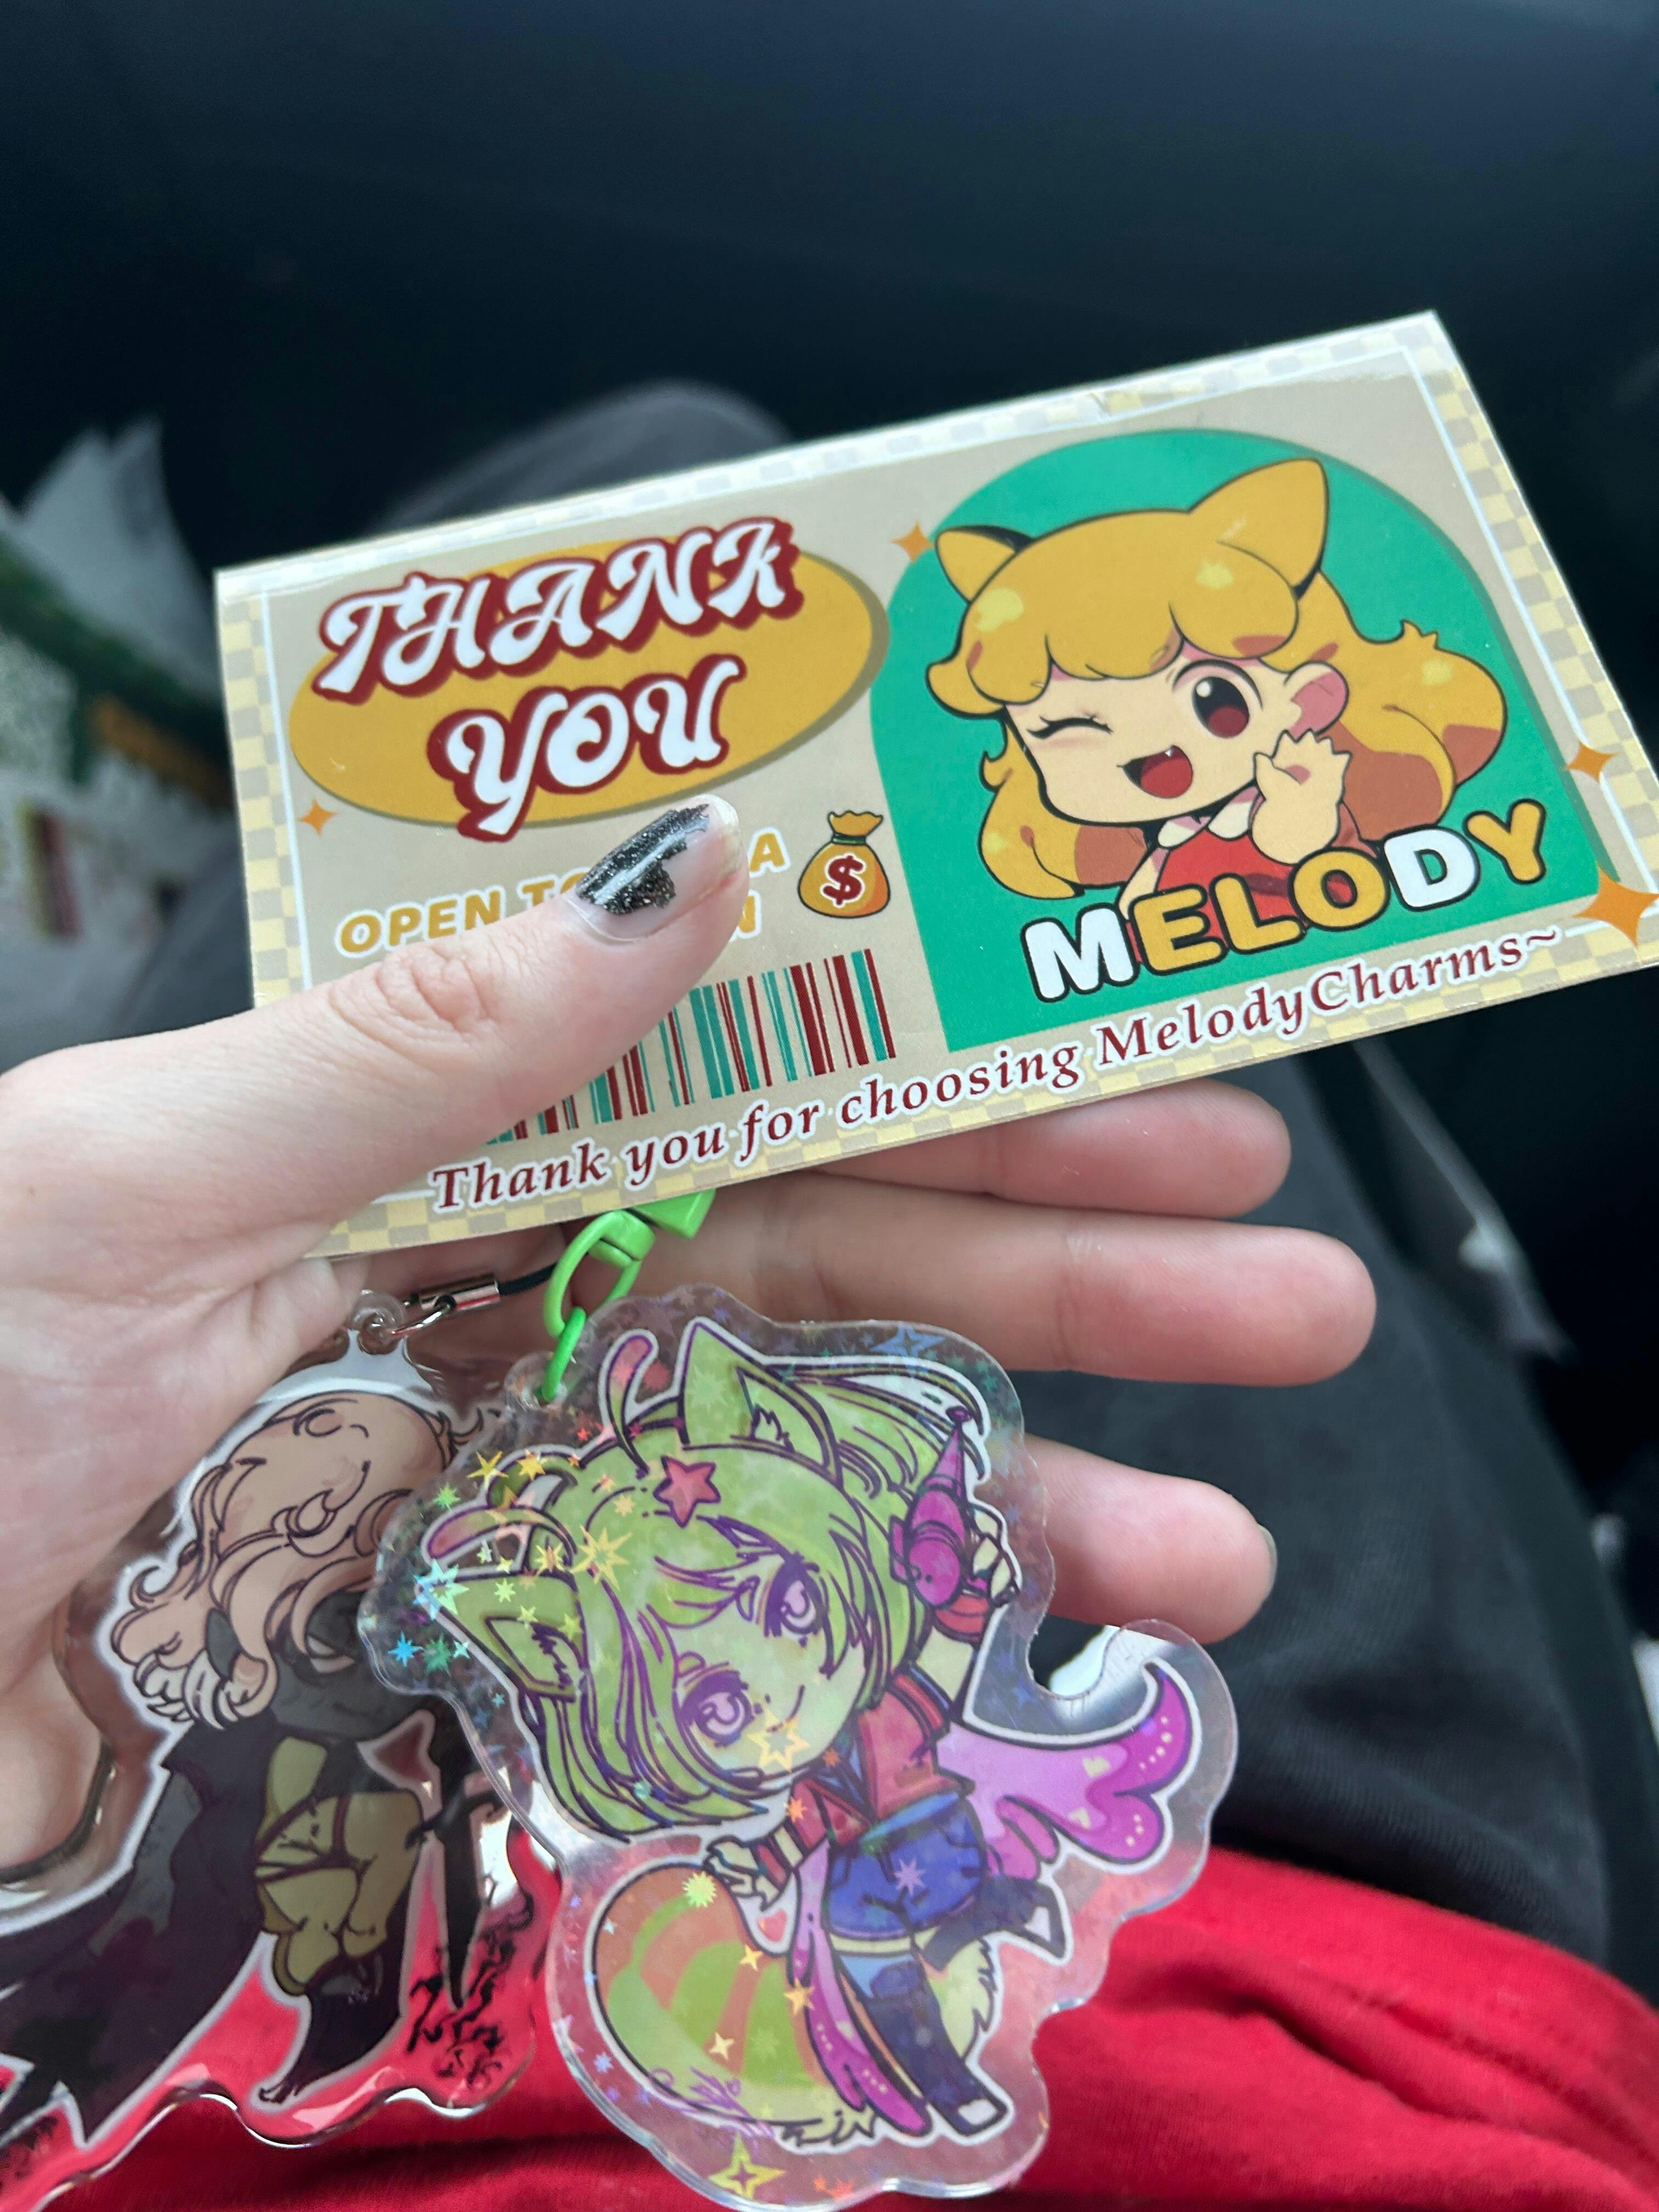 THANK
YOU
OPEN
A
$
MELODY
Thank you for choosing MelodyCharms~